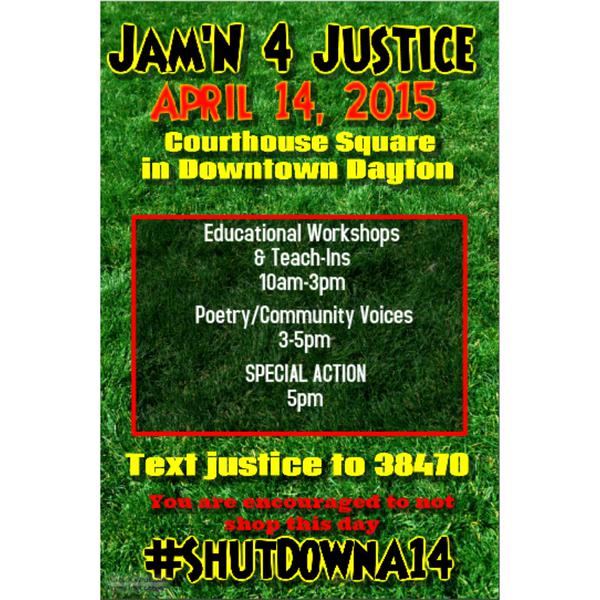 JAM'N 4 JUSTICE
APRIL 14, 2015
Courthouse Square
in Downtown Dayton
Educational Workshops
& Teach-Ins
10am-3pm
Poetry/Community Voices
3-5pm
SPECIAL ACTION
5pm
Text justice to 38470
You are encouraged to not
shop this day
#SHUTDOWNA14